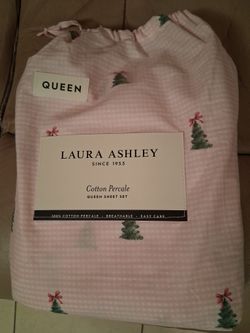 QUEEN
LAURA ASHLEY
SINCE 1953
Cotton Percale
QUEEN SHEET SET
100% COTTON PERCALE • BREATHABLE • EASY CARE